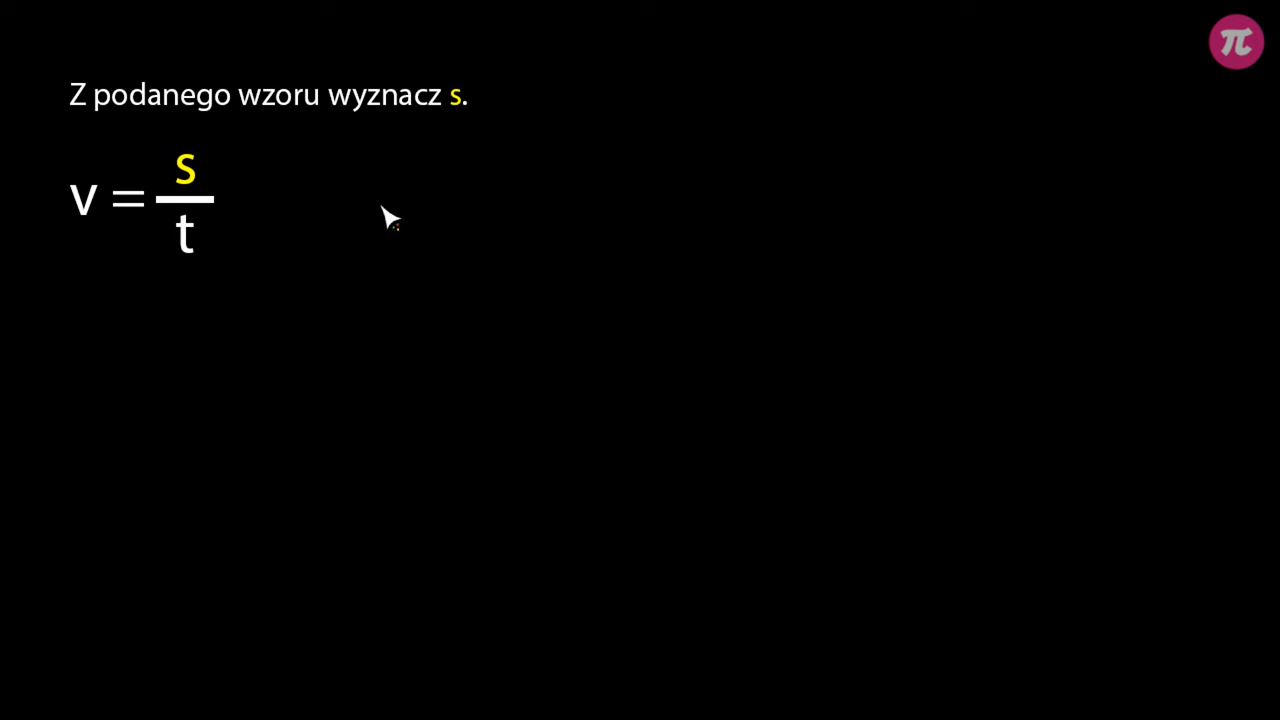 Z podanego wzoru wyznacz s.
v = s/t
π